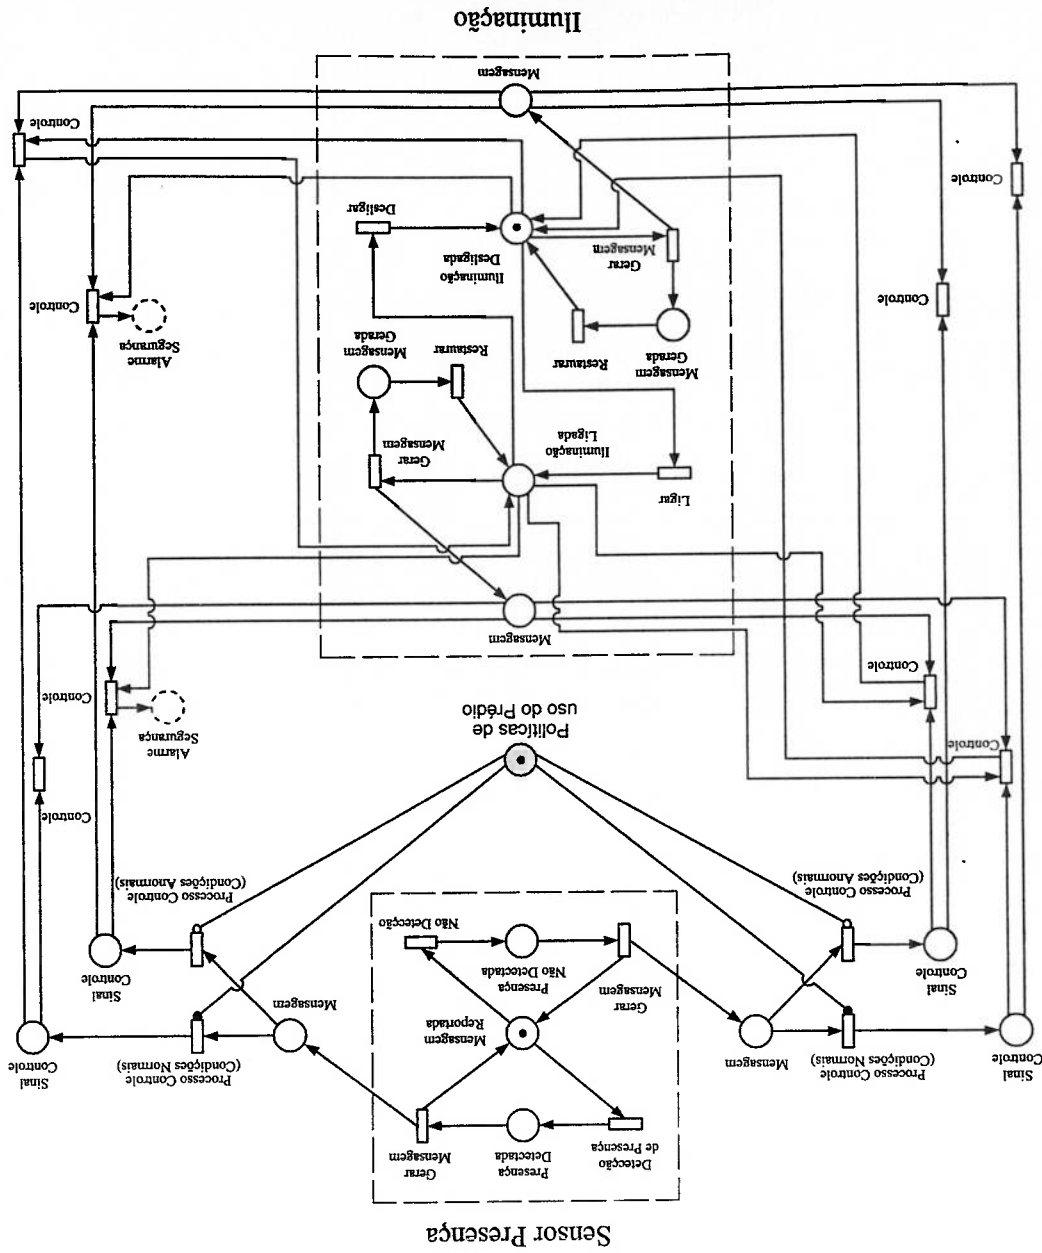 Sensor Presença
Detecção
de Presença
Presença
Detectada
Gerar
Mensagem
Sinal
Controle
Processo Controle
(Condições Normais)
Mensagem
Mensagem
Reportada
Mensagem
Processo Controle
(Condições Normais)
Sinal
Controle
Sinal
Controle
Gerar
Mensagem
Presença
Não Detectada
Não Detecção
Sinal
Controle
Processo Controle
(Condições Anormais)
Processo Controle
(Condições Anormais)
Controle
Políticas de
uso do Prédio
Controle
Alarme
Segurança
Controle
Controle
Mensagem
Ligar
Iluminação
Ligada
Gerar
Mensagem
Mensagem
Gerada
Restaurar
Restaurar
Mensagem
Gerada
Alarme
Segurança
Controle
Controle
Gerar
Mensagem
Iluminação
Desligada
Desligar
Controle
Controle
Mensagem
Iluminação